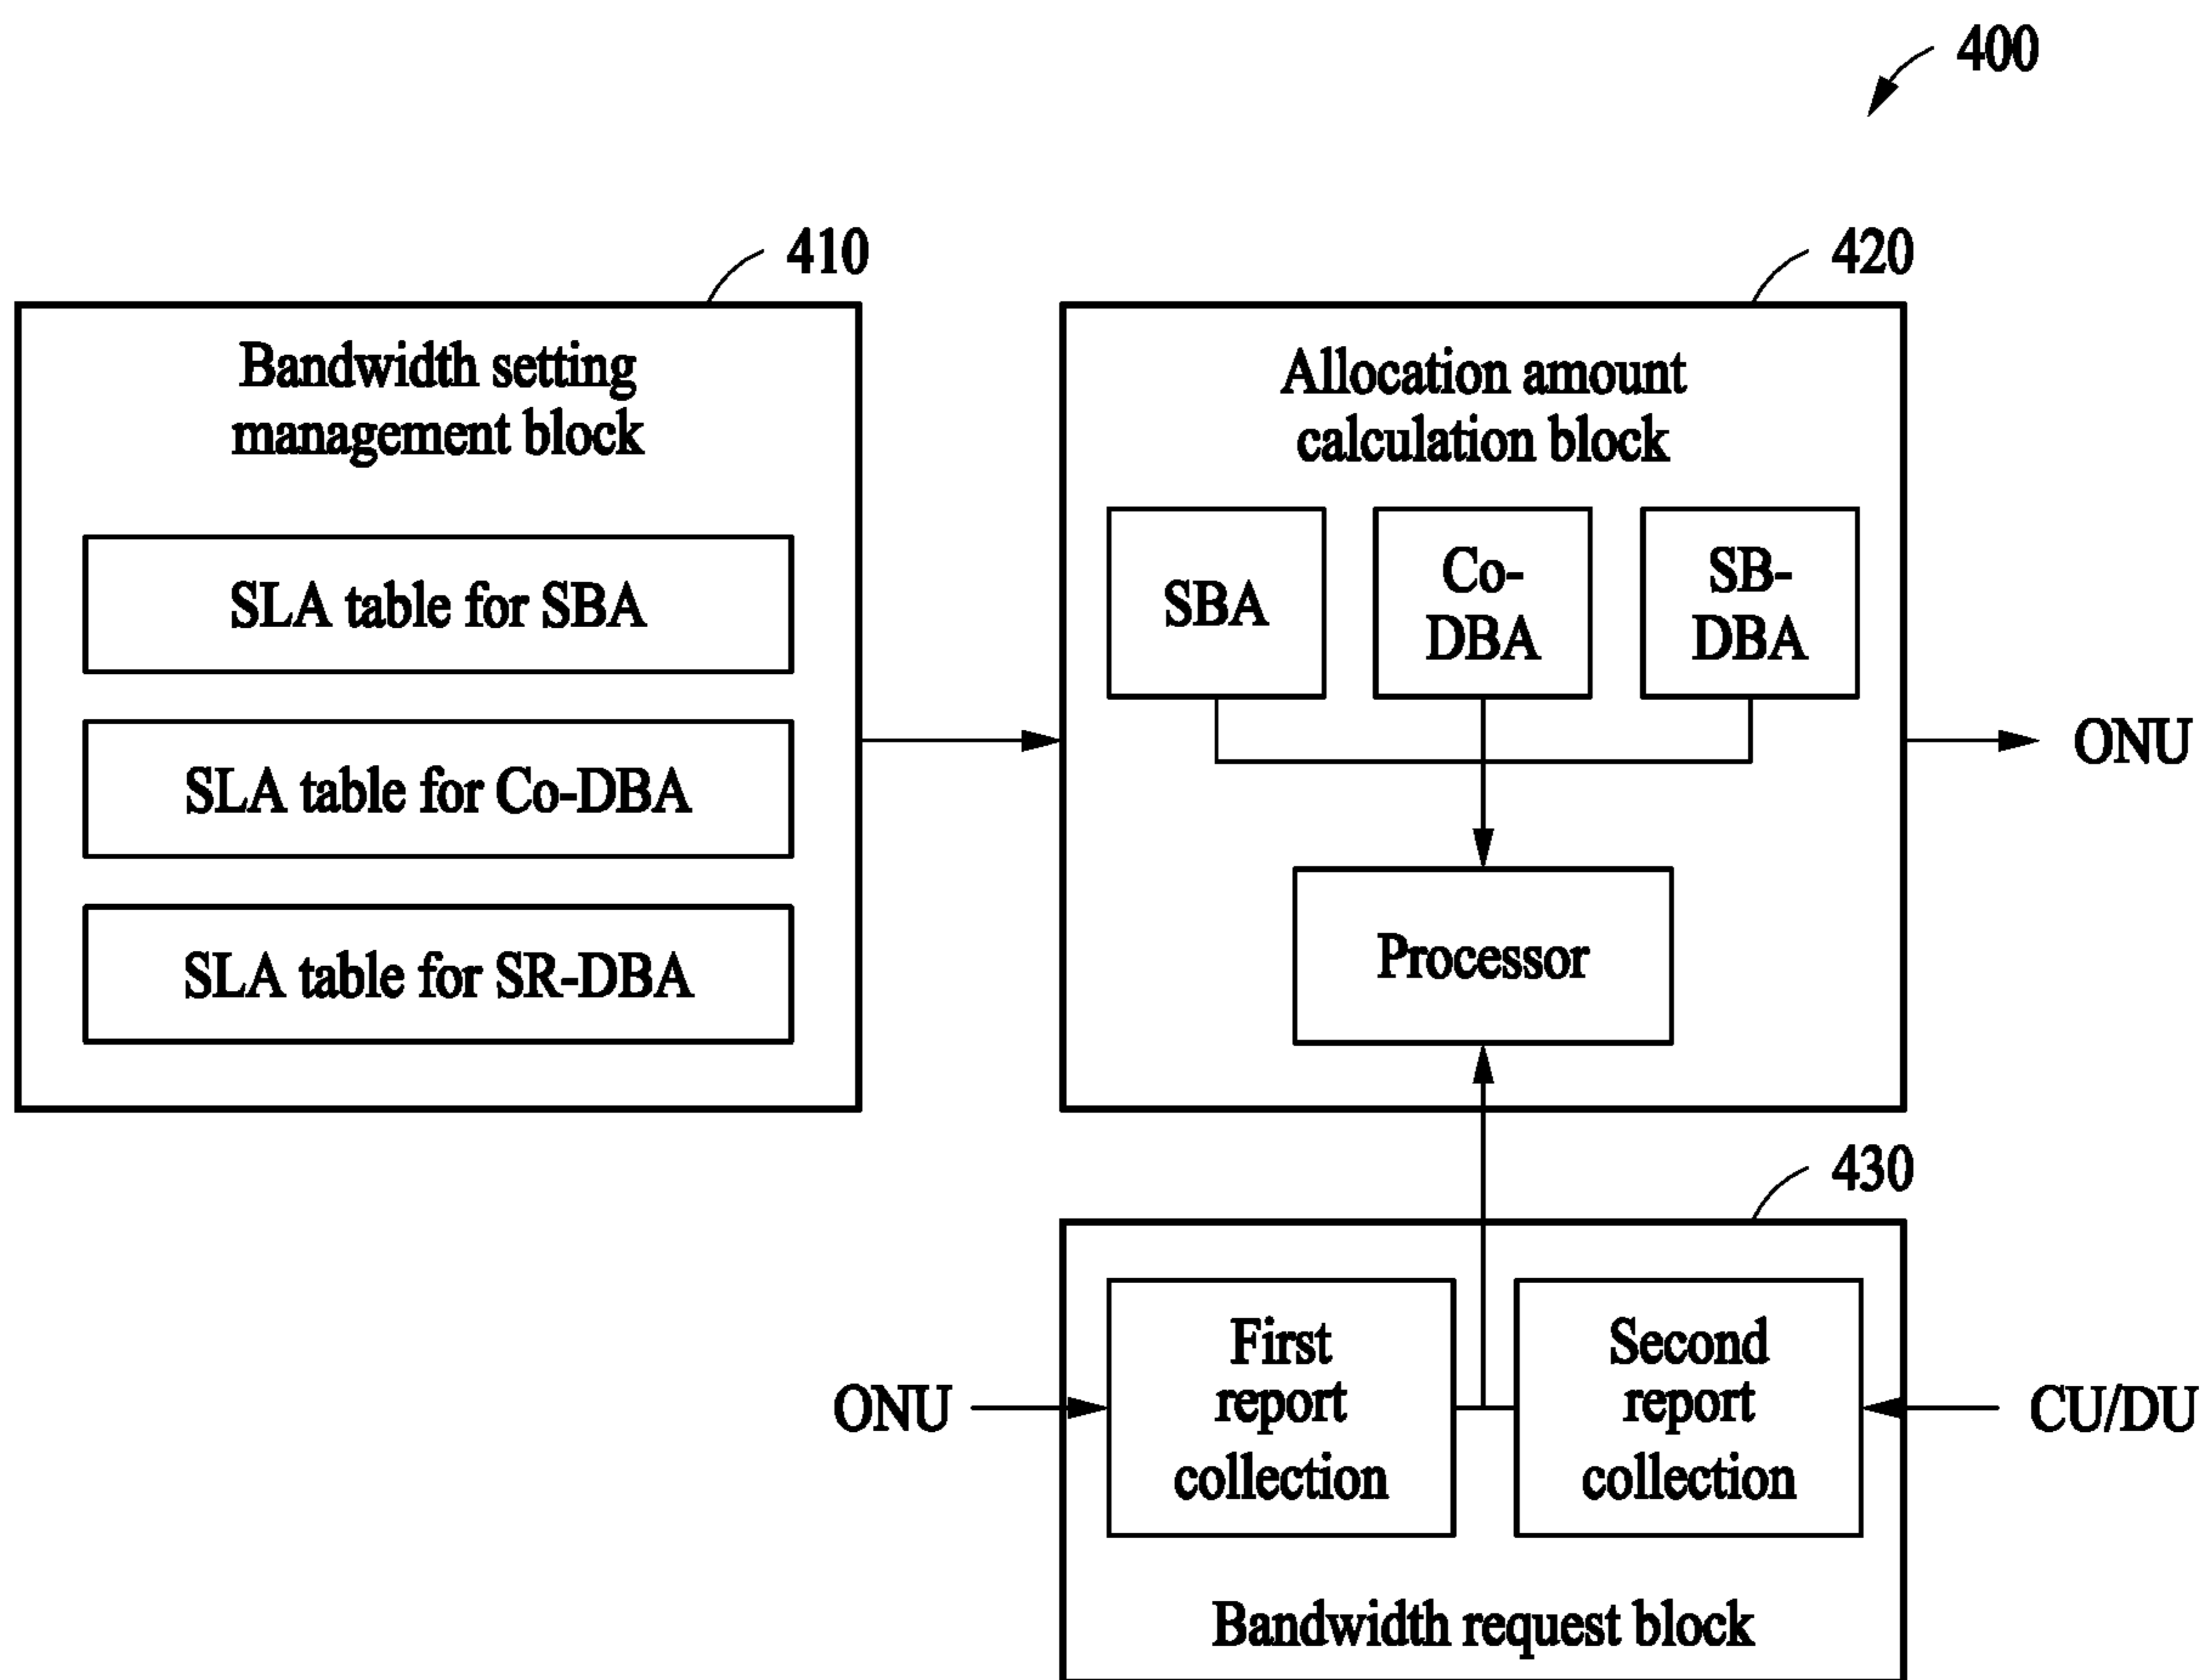 400
410
Bandwidth setting
management block
SLA table for SBA
SLA table for Co-DBA
SLA table for SR-DBA
420
Allocation amount
calculation block
SBA
Co-
DBA
SB-
DBA
Processor
ONU
430
ONU
First
report
collection
Second
report
collection
CU/DU
Bandwidth request block